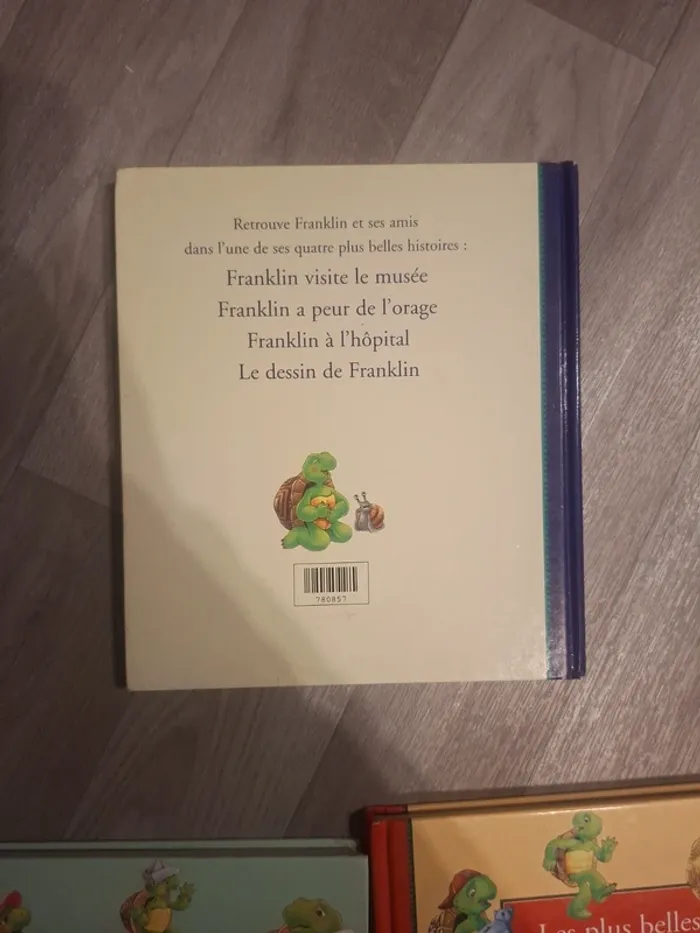 Retrouve Franklin et ses amis
dans l'une de ses quatre plus belles histoires :
Franklin visite le musée
Franklin a peur de l'orage
Franklin à l'hôpital
Le dessin de Franklin
780857
Les plus belles